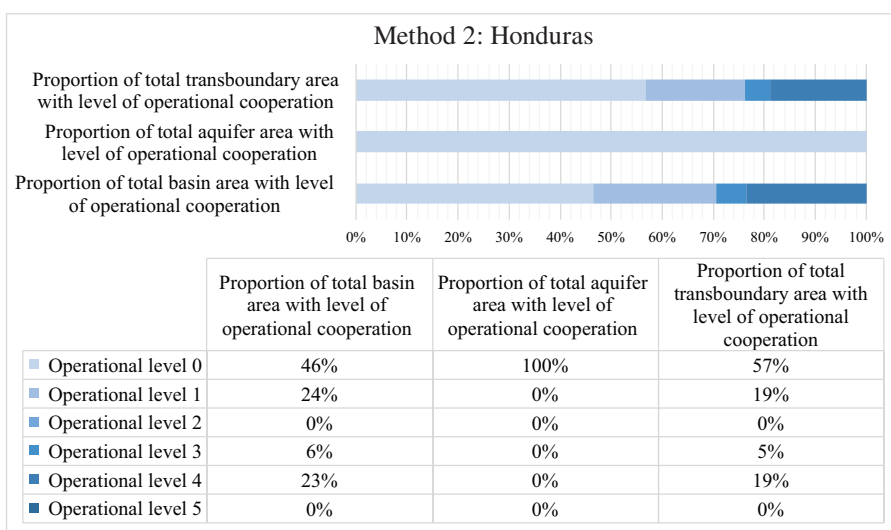 Method 2: Honduras
Proportion of total transboundary area
with level of operational cooperation
Proportion of total aquifer area with
level of operational cooperation
Proportion of total basin area with level
of operational cooperation
0% 10% 20% 30% 40% 50% 60% 70% 80% 90% 100%
Proportion of total basin
area with level of
operational cooperation
Proportion of total aquifer
area with level of
operational cooperation
Proportion of total
transboundary area with
level of operational
cooperation
Operational level 0 46% 100% 57%
Operational level 1 24% 0% 19%
Operational level 2 0% 0% 0%
Operational level 3 6% 0% 5%
Operational level 4 23% 0% 19%
Operational level 5 0% 0% 0%